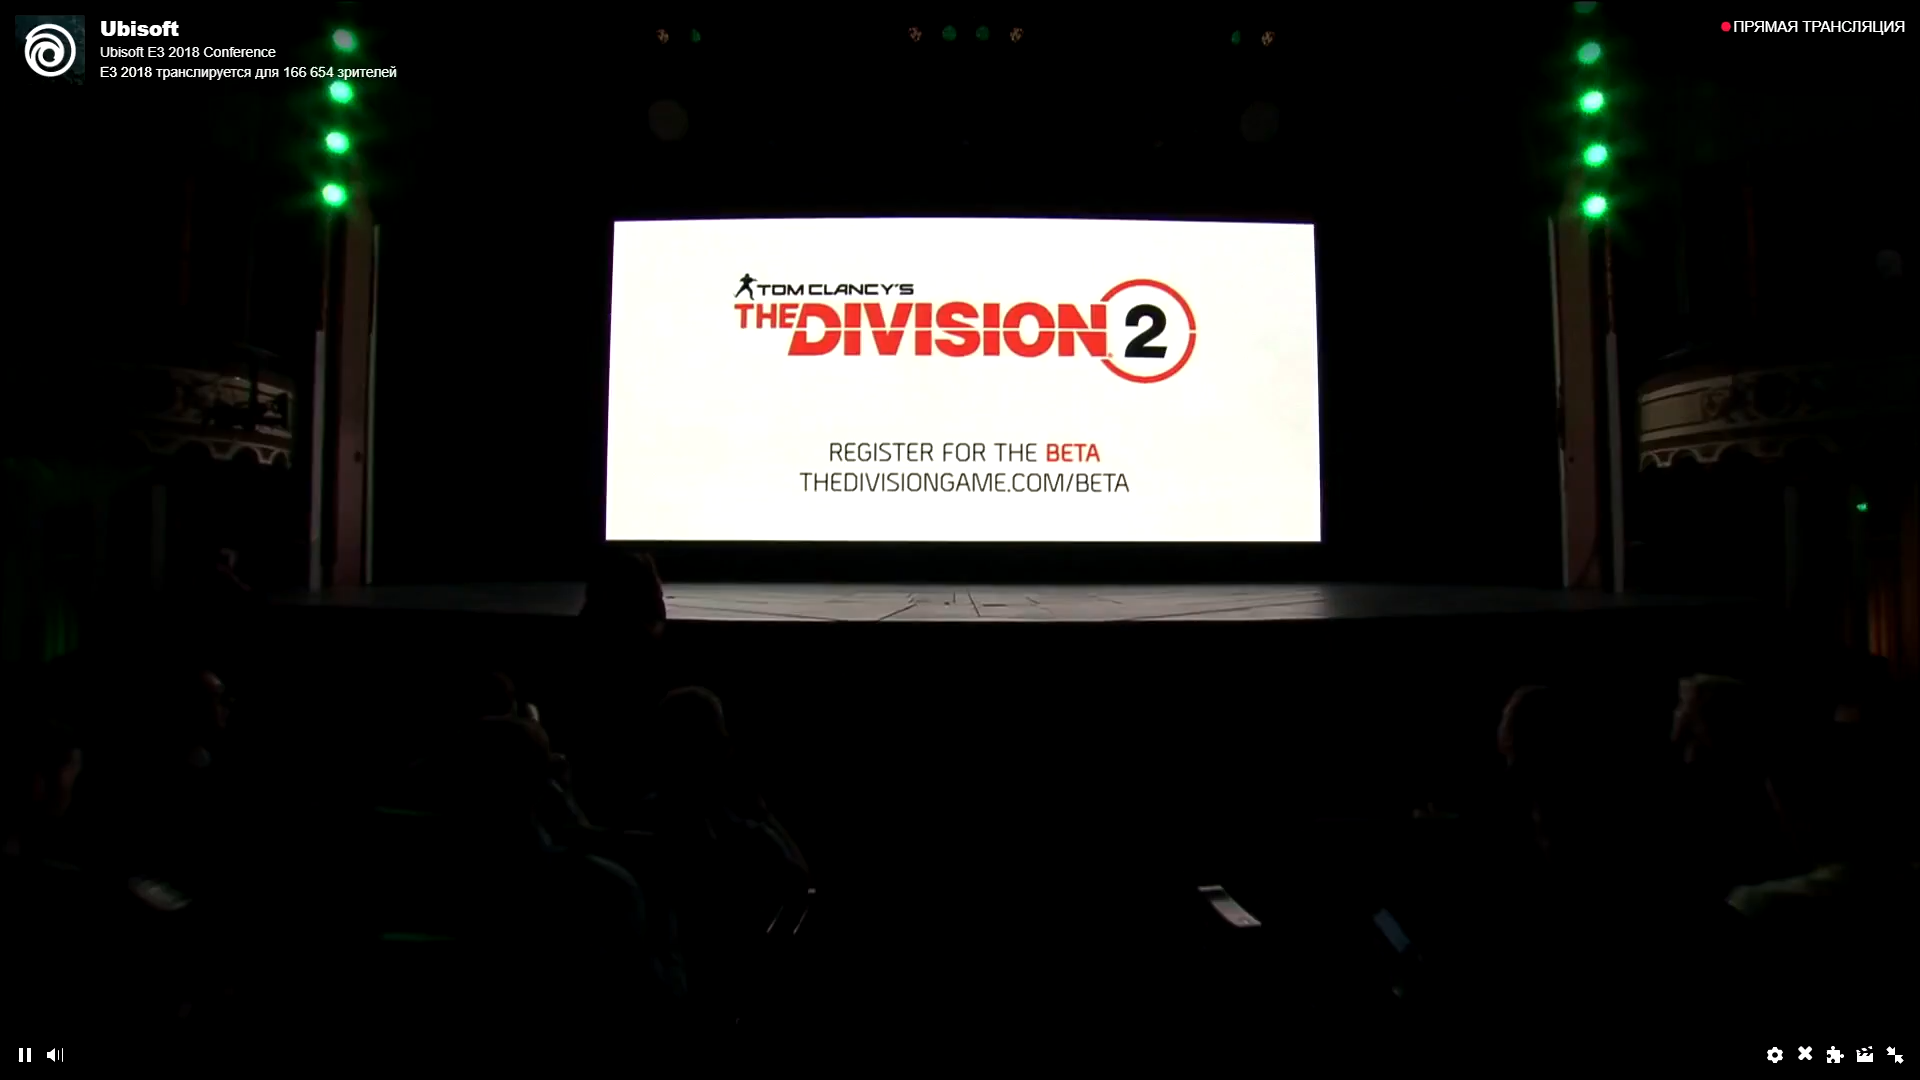 Ubisoft
Ubisoft E3 2018 Conference
E3 2018 транслируется для 166 654 зрителей
ПРЯМАЯ ТРАНСЛЯЦИЯ
TOM CLANCY'S
THE DIVISION 2
REGISTER FOR THE BETA
THEDIVISIONGAME.COM/BETA